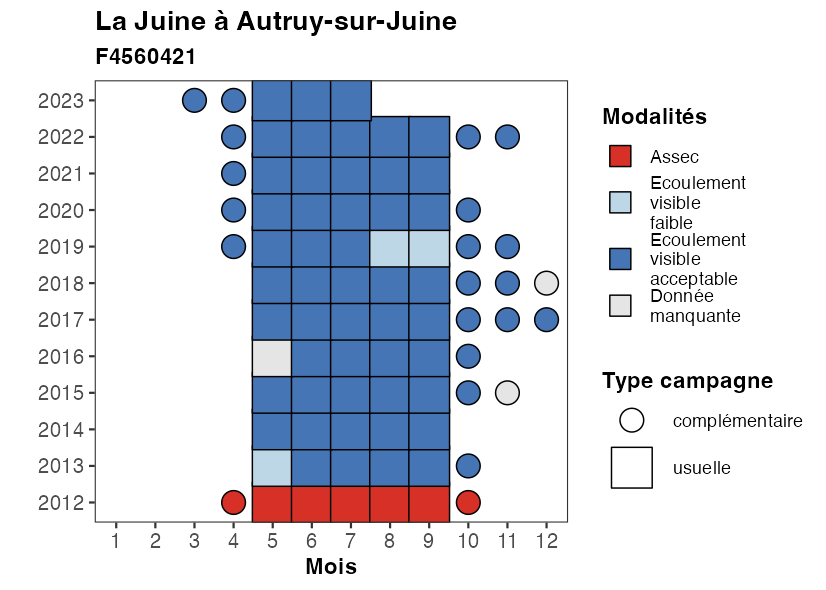 La Juine à Autruy-sur-Juine
F4560421
2023
2022
2021
2020
2019
2018
2017
2016
2015
2014
2013
2012
1 2 3 4 5 6 7 8 9 10 11 12
Mois
Modalités
Assec
Ecoulement
visible
faible
Ecoulement
visible
acceptable
Donnée
manquante
Type campagne
complémentaire
usuelle